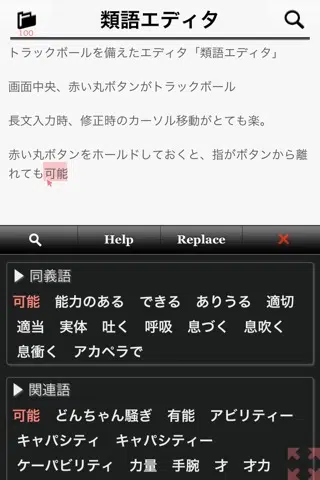 類語エディタ
100
トラックボールを備えたエディタ「類語エディタ」
画面中央、赤い丸ボタンがトラックボール
長文入力時、修正時のカーソル移動がとても楽。
赤い丸ボタンをホールドしておくと、指がボタンから離
れても可能
Help Replace
▶ 同義語
可能 能力のある できる ありうる 適切
適当 実体 吐く 呼吸 息づく 息吹く
息衝く アカペラで
▶ 関連語
可能 どんちゃん騒ぎ 有能 アビリティー
キャパシティ キャパシティー
ケーパビリティ 力量 手腕 才 才力